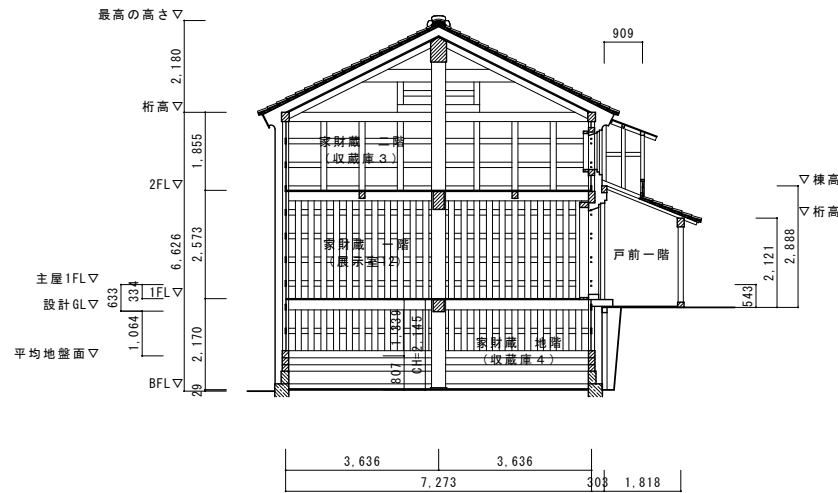 最高の高さ▽
909
2,180
桁高▽
家財蔵 二階
(収蔵庫3)
1,855
2FL▽
▽棟高
▽桁高
6,626
2,573
家財蔵 一階
(展示室12)
戸前一階
2,121
2,888
主屋1FL▽
633
334
1FL▽
543
設計GL▽
1,064
2,170
1,339
CH=2,145
家財蔵 地階
(収蔵庫4)
平均地盤面▽
807
BFL▽
29
3,636
3,636
7,273
303
1,818